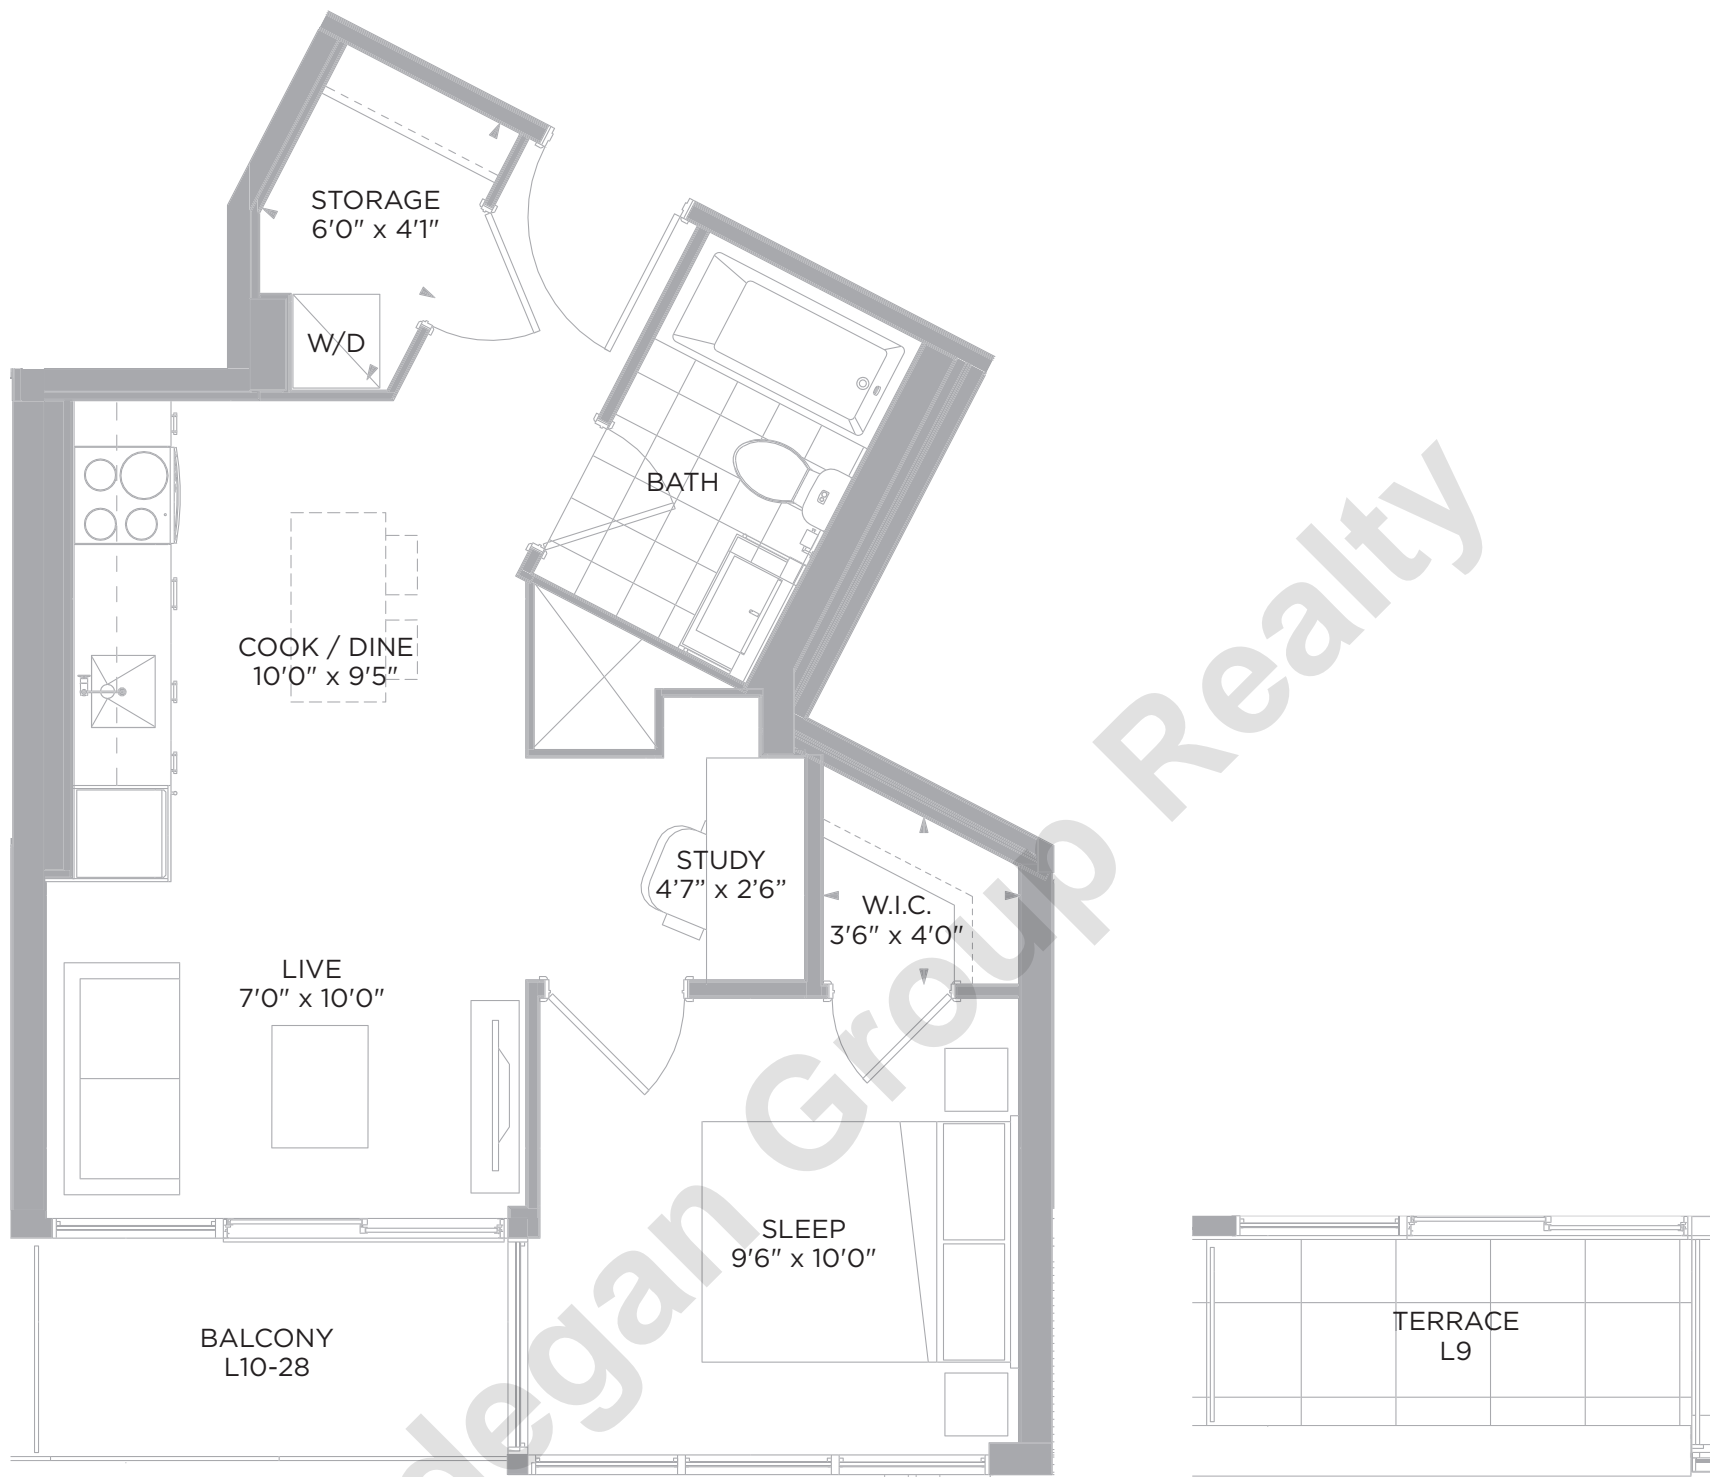 STORAGE
6'0" x 4'1"
W/D
BATH
COOK / DINE
10'0" x 9'5"
STUDY
4'7" x 2'6"
W.I.C.
3'6" x 4'0"
LIVE
7'0" x 10'0"
SLEEP
9'6" x 10'0"
BALCONY
L10-28
TERRACE
L9
Group Realty